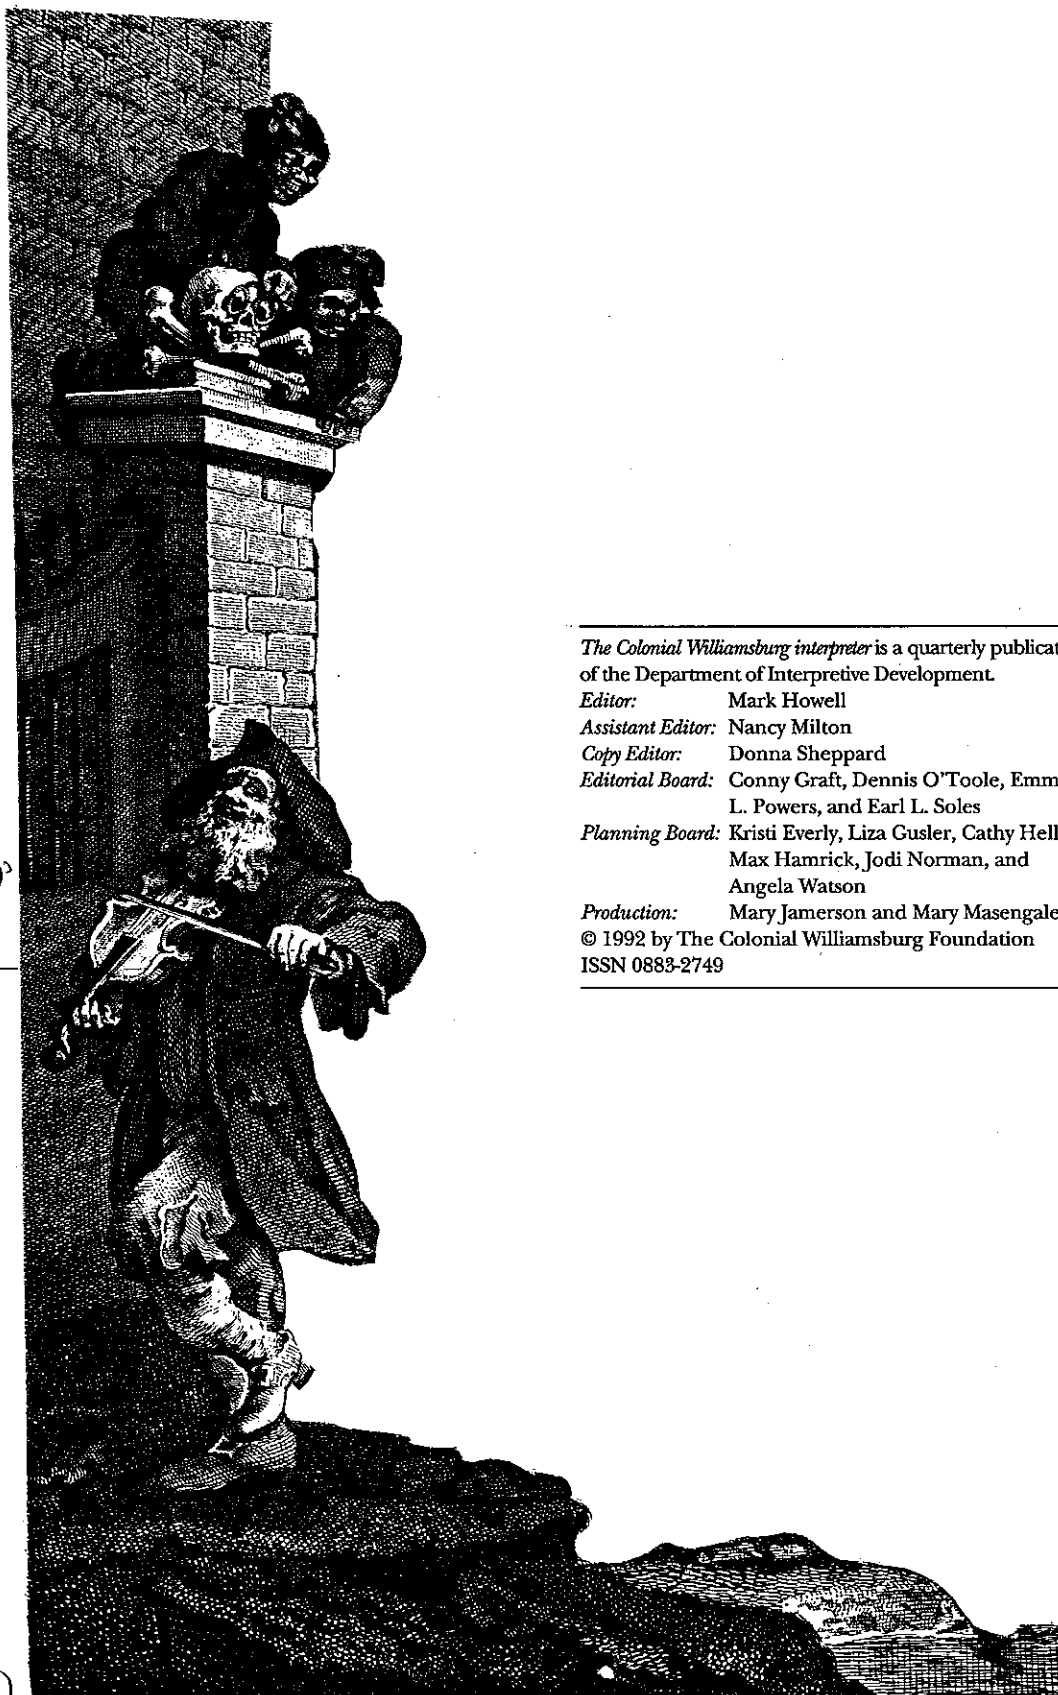 The Colonial Williamsburg interpreter is a quarterly
of the Department of Interpretive Development.
Editor: Mark Howell
Assistant Editor: Nancy Milton
Copy Editor: Donna Sheppard
Editorial Board: Conny Graft, Dennis O'Toole,
L. Powers, and Earl L. Soles
Planning Board: Kristi Everly, Liza Gusler, Cathy
Max Hamrick, Jodi Norman, and
Angela Watson
Production: Mary Jamerson and Mary Masengale
© 1992 by The Colonial Williamsburg Foundation
ISSN 0883-2749